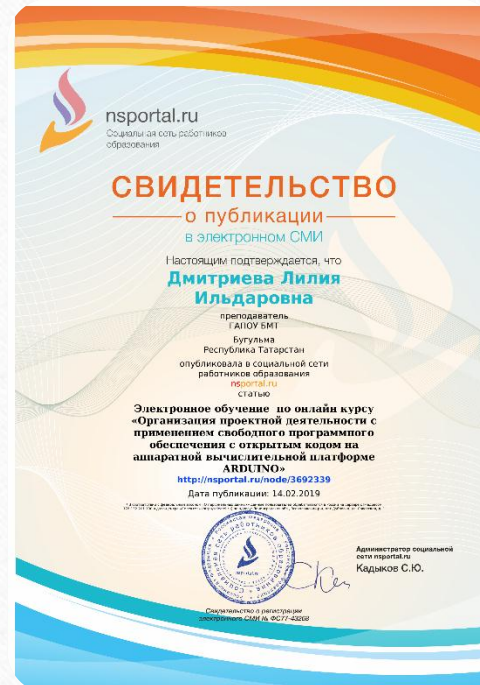 nsportal.ru
Социальная сеть работников
образования
СВИДЕТЕЛЬСТВО
о публикации
в электронном СМИ
Настоящим подтверждается, что
Дмитриева Лилия
Ильдаровна
преподаватель
ГАПОУ БМТ
Бугульма
Республика Татарстан
опубликовала в социальной сети
работников образования
nsportal.ru
статью
Электронное обучение по онлайн курсу
«Организация проектной деятельности с
применением свободного программного
обеспечения с открытым кодом на
аппаратной вычислительной платформе
ARDUINO»
http://nsportal.ru/node/3692339
Дата публикации: 14.02.2019
Администратор социальной
сети nsportal.ru
Кадыков С.Ю.
Свидетельство о регистрации
электронного СМИ № ФС77-43268